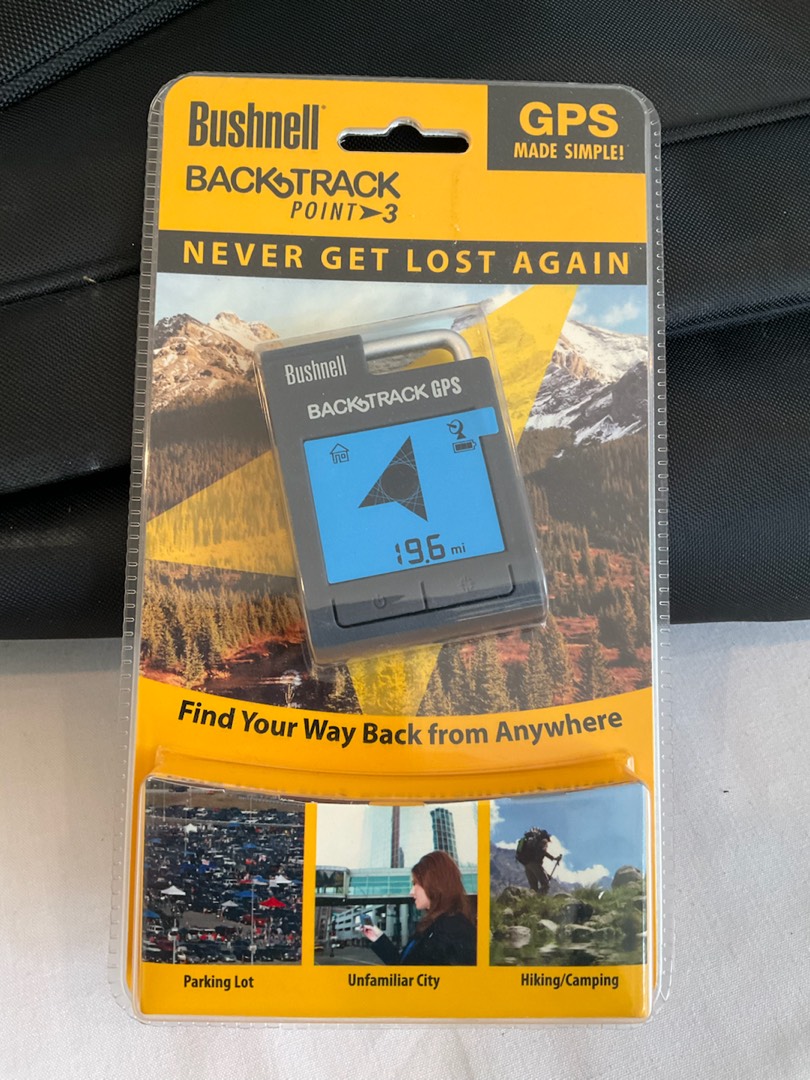 Bushnell®
GPS
MADE SIMPLE!
BACKTRACK
POINT➤3
NEVER GET LOST AGAIN
Bushnell
BACKTRACK GPS
19.6 mi
Find Your Way Back from Anywhere
Parking Lot
Unfamiliar City
Hiking/Camping